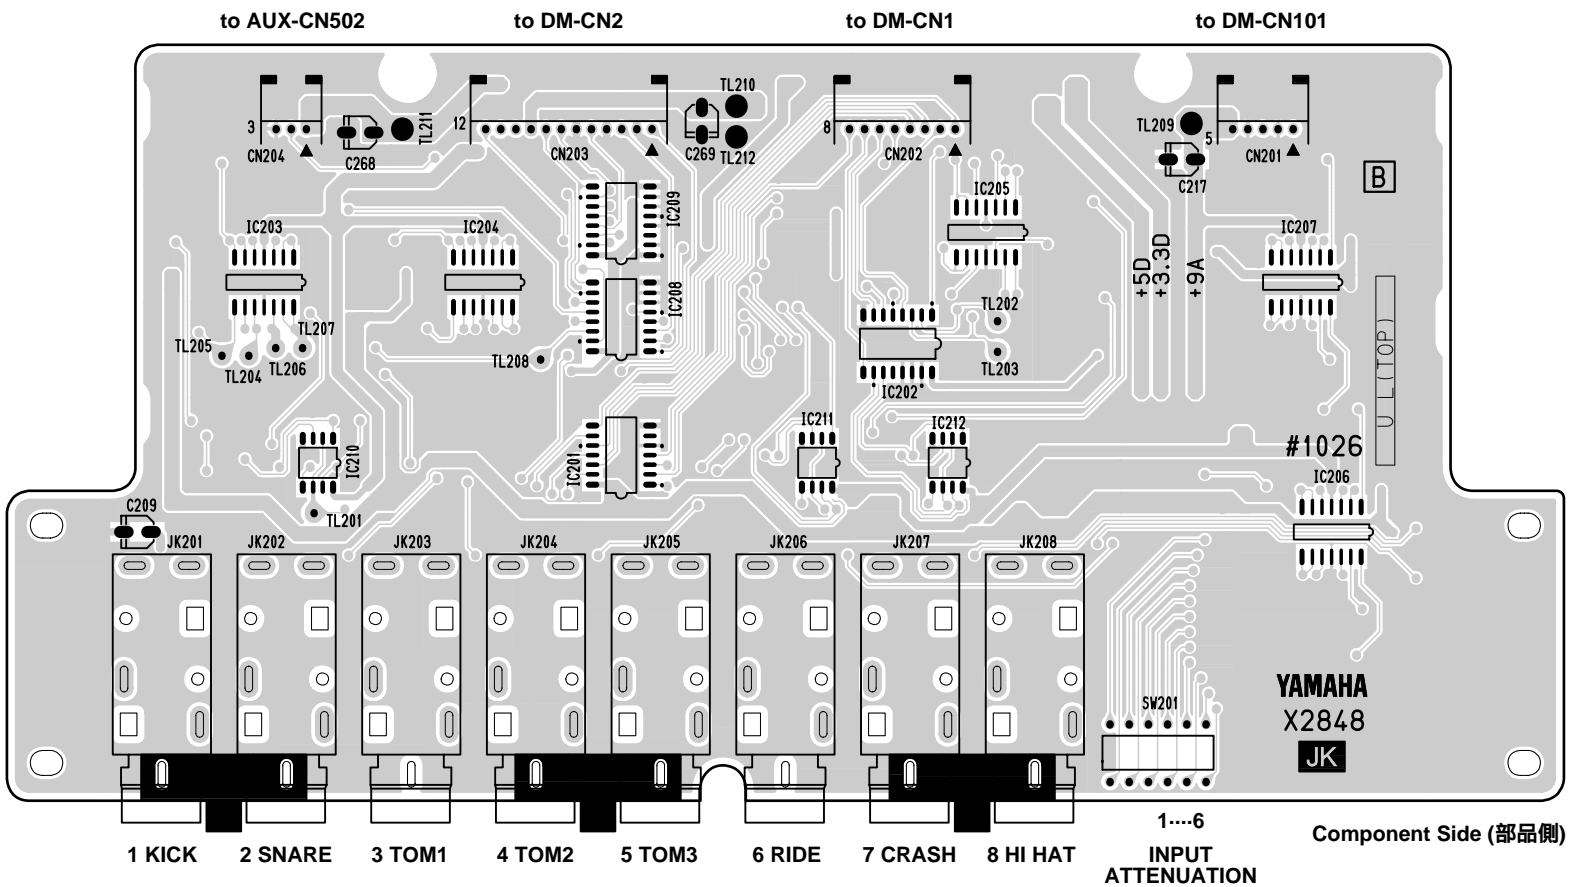 to AUX-CN502
to DM-CN2
to DM-CN1
to DM-CN101
3
CN204
C268
TL211
12
CN203
C269
TL210
TL212
8
CN202
TL209
5
CN201
C217
B
IC205
IC209
IC203
IC204
IC207
+5D
+3.3D
+9A
IC208
TL202
TL207
TL205
TL204
TL206
TL208
TL203
IC202
U L(TOP)
IC211
IC212
#1026
IC210
IC201
IC206
C209
TL201
JK201
JK202
JK203
JK204
JK205
JK206
JK207
JK208
SW201
YAMAHA
X2848
JK
1····6
Component Side (部品側)
1 KICK
2 SNARE
3 TOM1
4 TOM2
5 TOM3
6 RIDE
7 CRASH
8 HI HAT
INPUT
ATTENUATION